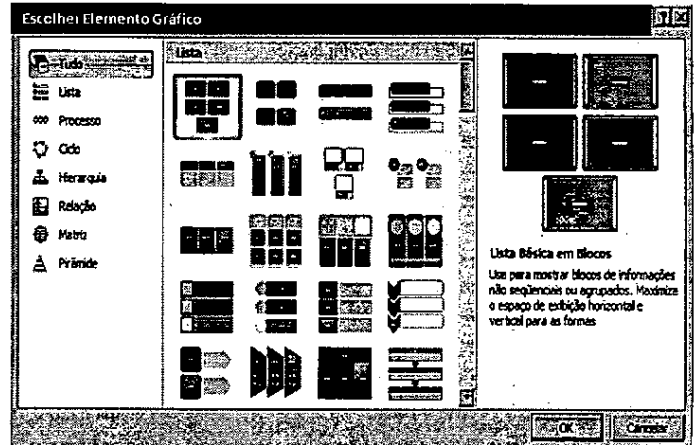 Escolher Elemento Gráfico
Tudo
Lista
Processo
Ciclo
Hierarquia
Relação
Matriz
Pirâmide
Lista
Lista Básica em Blocos
Use para mostrar blocos de informações
não seqüenciais ou agrupados. Maximiza
o espaço de exibição horizontal e
vertical para as formas
OK
Cancelar